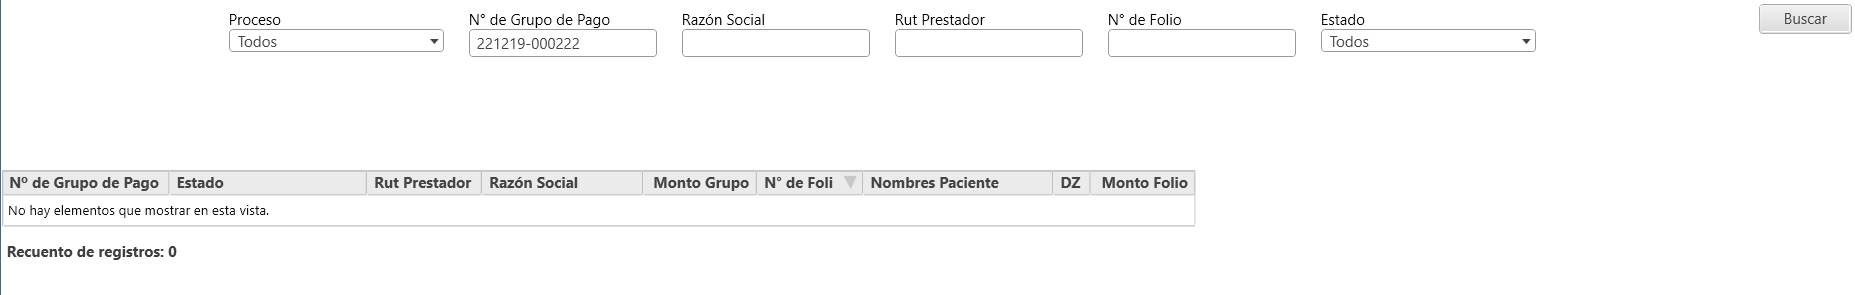 Proceso N° de Grupo de Pago Razón Social Rut Prestador N° de Folio Estado Buscar
Todos 221219-000222 Todos
Nº de Grupo de Pago Estado Rut Prestador Razón Social Monto Grupo N° de Foli Nombres Paciente DZ Monto Folio
No hay elementos que mostrar en esta vista.
Recuento de registros: 0